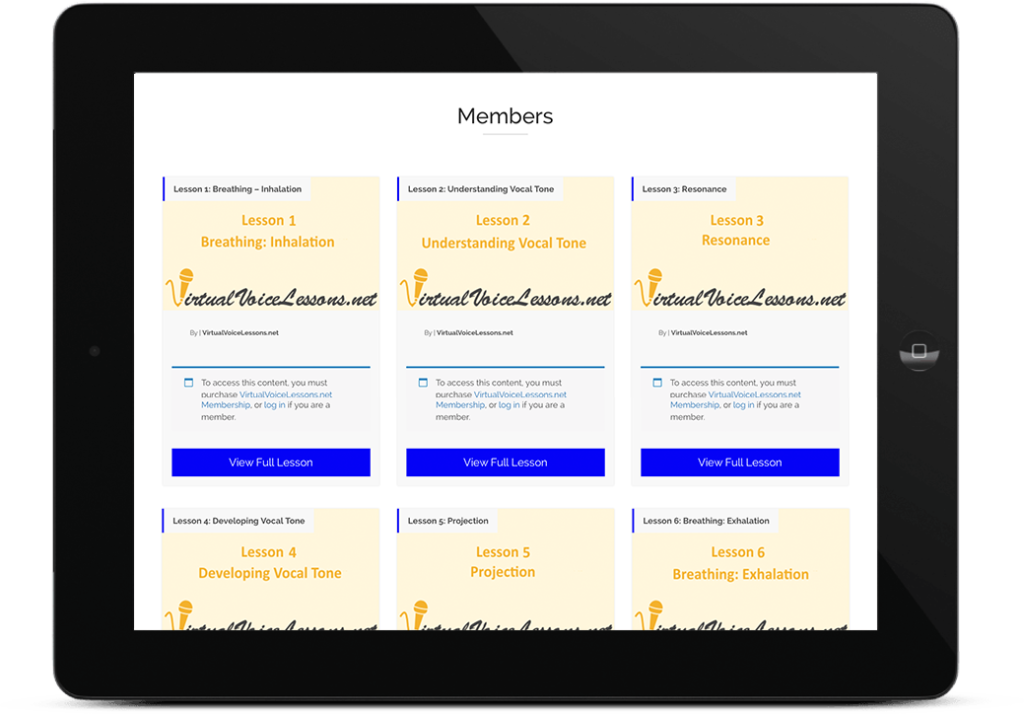 Members
Lesson 1: Breathing – Inhalation
Lesson 1
Breathing: Inhalation
VirtualVoiceLessons.net
By | VirtualVoiceLessons.net
To access this content, you must
purchase VirtualVoiceLessons.net
Membership, or log in if you are a
member.
View Full Lesson
Lesson 2: Understanding Vocal Tone
Lesson 2
Understanding Vocal Tone
VirtualVoiceLessons.net
By | VirtualVoiceLessons.net
To access this content, you must
purchase VirtualVoiceLessons.net
Membership, or log in if you are a
member.
View Full Lesson
Lesson 3: Resonance
Lesson 3
Resonance
VirtualVoiceLessons.net
By | VirtualVoiceLessons.net
To access this content, you must
purchase VirtualVoiceLessons.net
Membership, or log in if you are a
member.
View Full Lesson
Lesson 4: Developing Vocal Tone
Lesson 4
Developing Vocal Tone
VirtualVoiceLessons.net
Lesson 5: Projection
Lesson 5
Projection
VirtualVoiceLessons.net
Lesson 6: Breathing: Exhalation
Lesson 6
Breathing: Exhalation
VirtualVoiceLessons.net